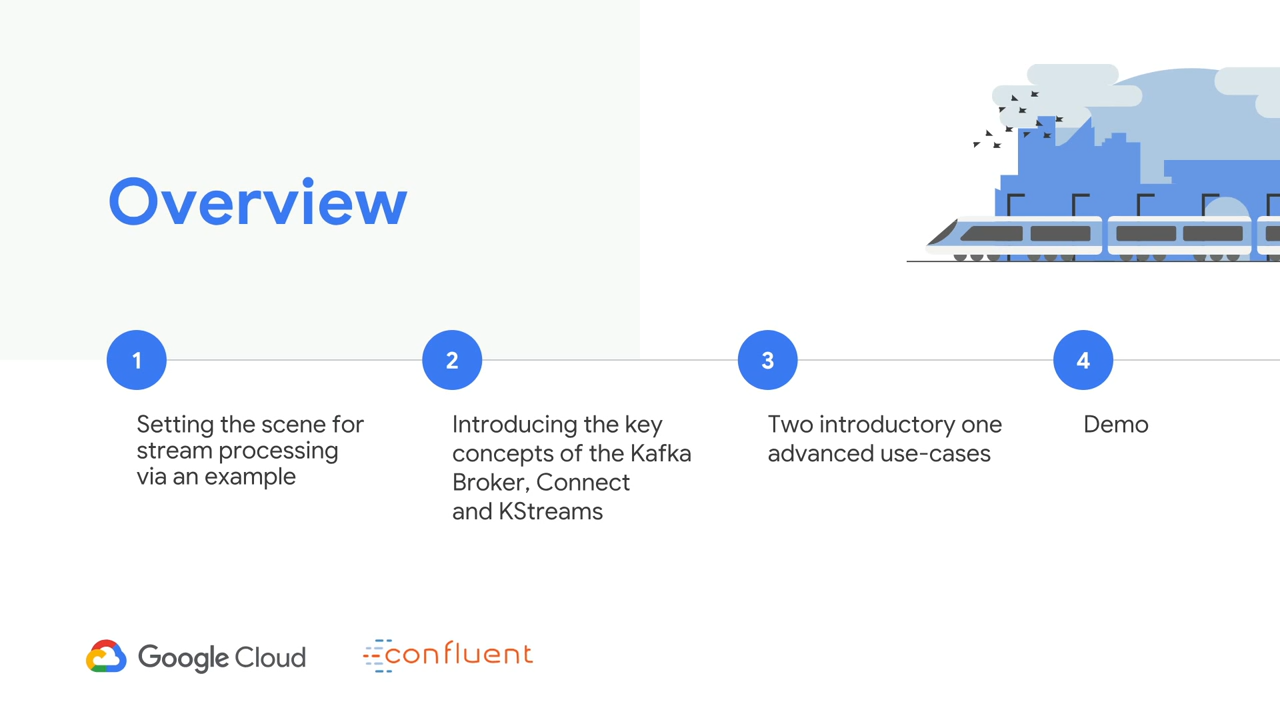 Overview
1
Setting the scene for
stream processing
via an example
2
Introducing the key
concepts of the Kafka
Broker, Connect
and KStreams
3
Two introductory one
advanced use-cases
4
Demo
Google Cloud
confluent